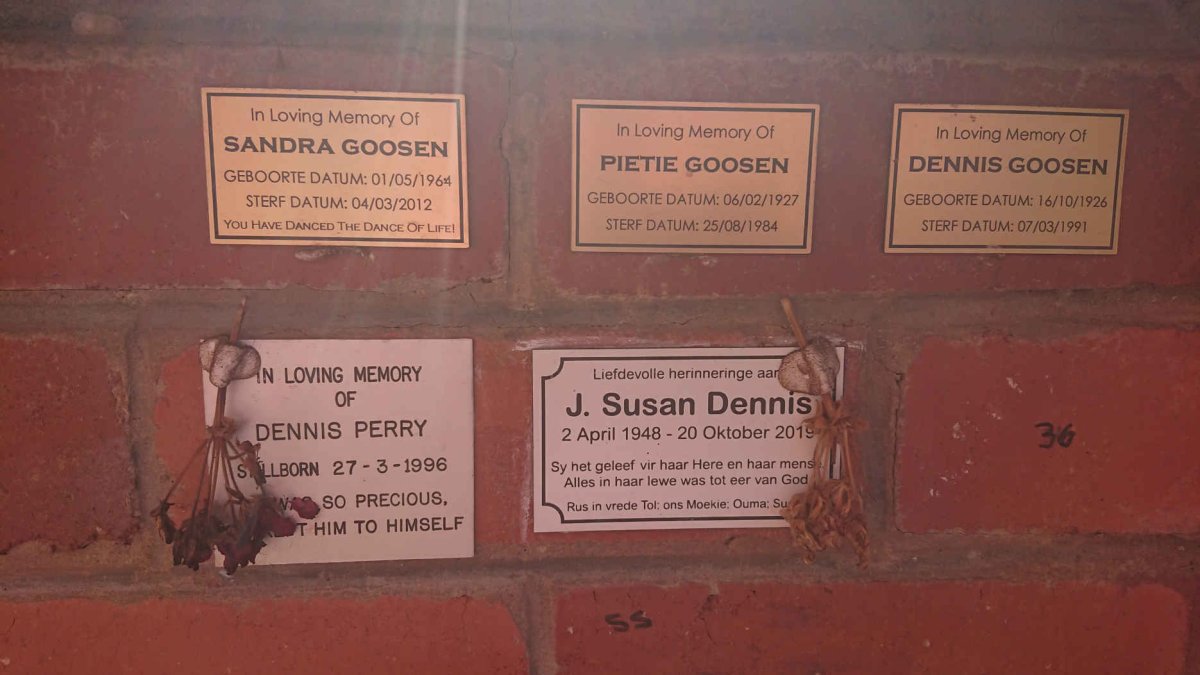 In Loving Memory Of
SANDRA GOOSEN
GEBOORTE DATUM: 01/05/1964
STERF DATUM: 04/03/2012
YOU HAVE DANCED THE DANCE OF LIFE!
In Loving Memory Of
PIETIE GOOSEN
GEBOORTE DATUM: 06/02/1927
STERF DATUM: 25/08/1984
In Loving Memory Of
DENNIS GOOSEN
GEBOORTE DATUM: 16/10/1926
STERF DATUM: 07/03/1991
IN LOVING MEMORY
OF
DENNIS PERRY
STILLBORN 27-3-1996
SO PRECIOUS,
HIM TO HIMSELF
Liefdevolle herinneringe aan
J. Susan Dennis
2 April 1948 - 20 Oktober 2019
Sy het geleef vir haar Here en haar mense
Alles in haar lewe was tot eer van God
Rus in vrede Tol; ons Moekie; Ouma;
36
55